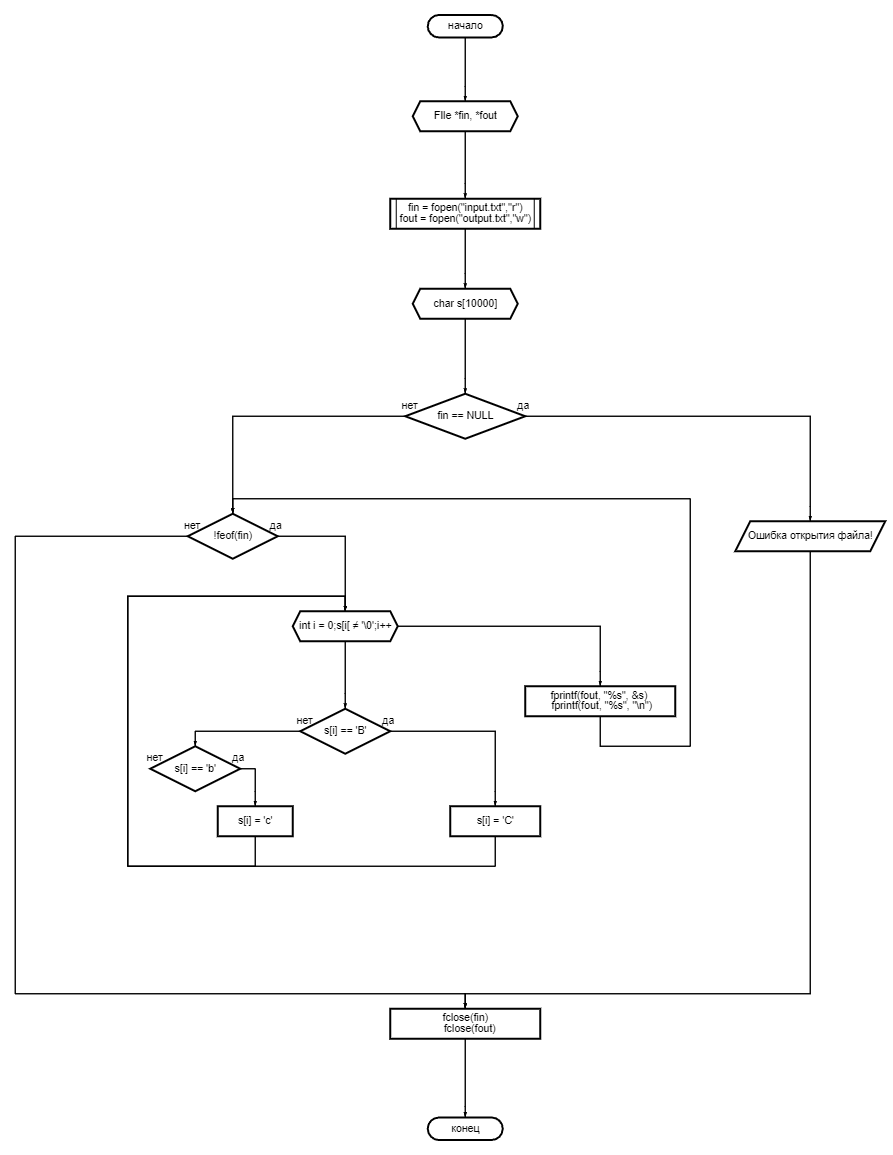 начало
FIle *fin, *fout
fin = fopen("input.txt","r")
fout = fopen("output.txt","w")
char s[10000]
нет
да
fin == NULL
нет
да
!feof(fin)
Ошибка открытия файла!
int i = 0;s[i[ ≠ '\0';i++
fprintf(fout, "%s", &s)
fprintf(fout, "%s", "\n")
нет
да
s[i] == 'B'
нет
да
s[i] == 'b'
s[i] = 'c'
s[i] = 'C'
fclose(fin)
fclose(fout)
конец